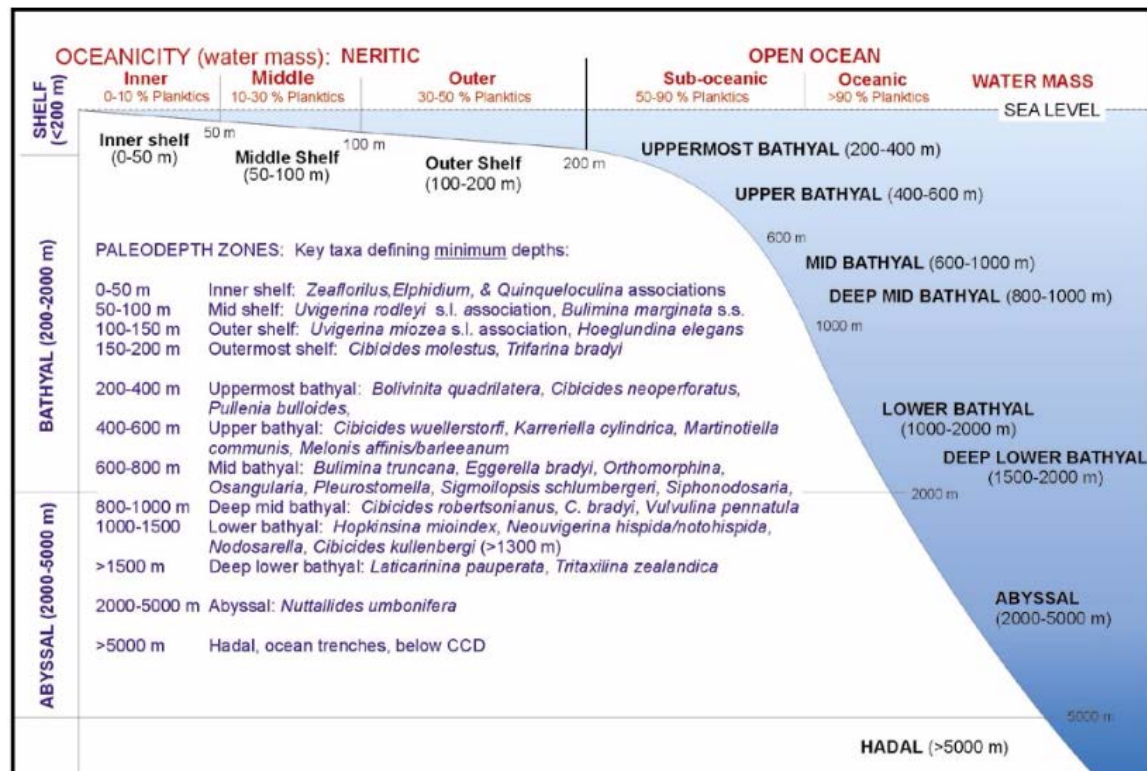 OCEANICITY (water mass): NERITIC
OPEN OCEAN
Inner
Middle
Outer
Sub-oceanic
Oceanic
WATER MASS
0-10 % Planktics
10-30 % Planktics
30-50 % Planktics
50-90 % Planktics
>90 % Planktics
SEA LEVEL
SHELF
(<200 m)
50 m
100 m
200 m
Inner shelf
(0-50 m)
Middle Shelf
(50-100 m)
Outer Shelf
(100-200 m)
UPPERMOST BATHYAL (200-400 m)
UPPER BATHYAL (400-600 m)
600 m
MID BATHYAL (600-1000 m)
DEEP MID BATHYAL (800-1000 m)
1000 m
LOWER BATHYAL
(1000-2000 m)
DEEP LOWER BATHYAL
(1500-2000 m)
2000 m
ABYSSAL
(2000-5000 m)
5000 m
HADAL (>5000 m)
BATHYAL (200-2000 m)
ABYSSAL (2000-5000 m)
PALEODEPTH ZONES: Key taxa defining minimum depths:
0-50 m Inner shelf: Zeaflorilus,Elphidium, & Quinqueloculina associations
50-100 m Mid shelf: Uvigerina rodleyi s.l. association, Bulimina marginata s.s.
100-150 m Outer shelf: Uvigerina miozea s.l. association, Hoeglundina elegans
150-200 m Outermost shelf: Cibicides molestus, Trifarina bradyi
200-400 m Uppermost bathyal: Bolivinita quadrilatera, Cibicides neoperforatus,
Pullenia bulloides,
400-600 m Upper bathyal: Cibicides wuellerstorfi, Karreriella cylindrica, Martinotiella
communis, Melonis affinis/barleeanum
600-800 m Mid bathyal: Bulimina truncana, Eggerella bradyi, Orthomorphina,
Osangularia, Pleurostomella, Sigmoilopsis schlumbergeri, Siphonodosaria,
800-1000 m Deep mid bathyal: Cibicides robertsonianus, C. bradyi, Vulvulina pennatula
1000-1500 Lower bathyal: Hopkinsina mioindex, Neouvigerina hispida/notohispida,
Nodosarella, Cibicides kullenbergi (>1300 m)
>1500 m Deep lower bathyal: Laticarinina pauperata, Tritaxilina zealandica
2000-5000 m Abyssal: Nuttallides umbonifera
>5000 m Hadal, ocean trenches, below CCD